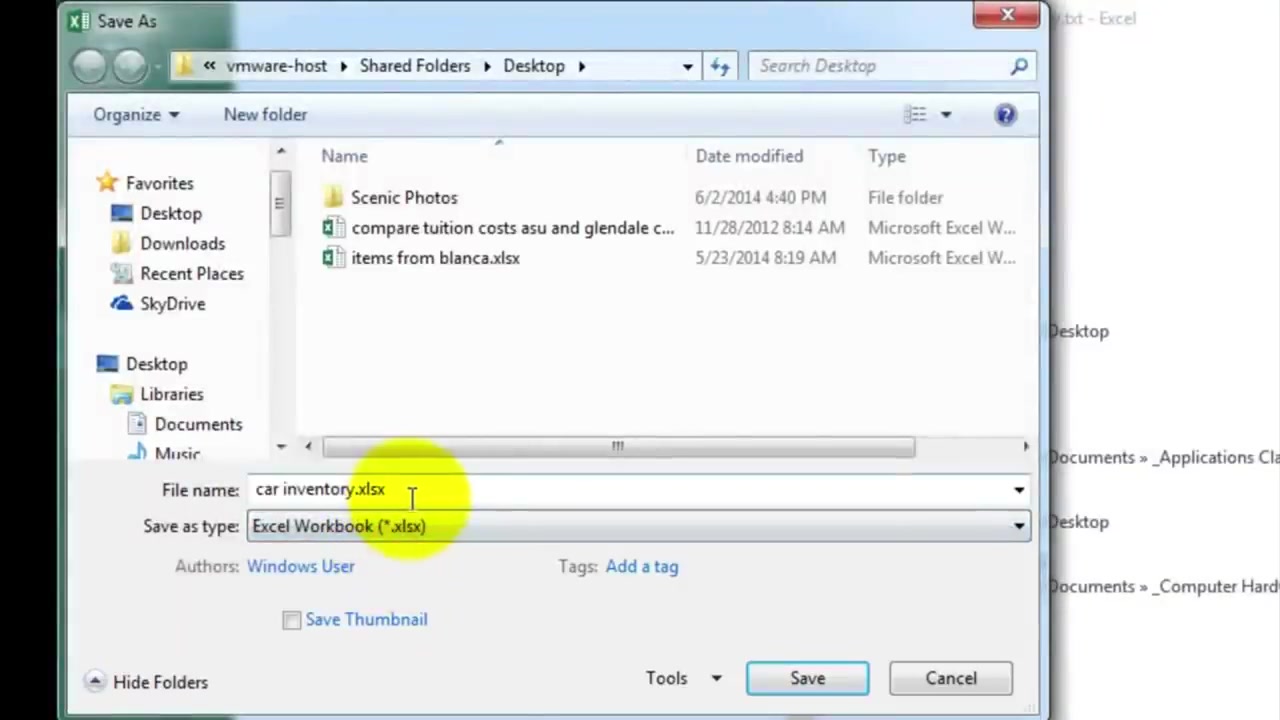 Save As
y.txt - Excel
« vmware-host ▸ Shared Folders ▸ Desktop ▸
Search Desktop
Organize
New folder
Name
Date modified
Type
Favorites
Desktop
Downloads
Recent Places
SkyDrive
Desktop
Libraries
Documents
Music
Scenic Photos 6/2/2014 4:40 PM File folder
compare tuition costs asu and glendale c... 11/28/2012 8:14 AM Microsoft Excel W...
items from blanca.xlsx 5/23/2014 8:19 AM Microsoft Excel W...
Desktop
Documents » _Applications Cla
Desktop
Documents » _Computer Hard
File name: car inventory.xlsx
Save as type: Excel Workbook (*.xlsx)
Authors: Windows User
Tags: Add a tag
Save Thumbnail
Hide Folders
Tools
Save
Cancel